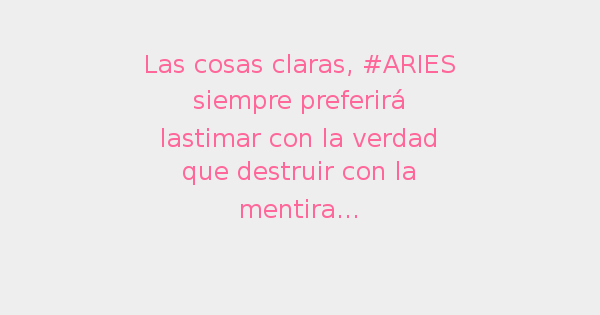 Las cosas claras, #ARIES
siempre preferirá
lastimar con la verdad
que destruir con la
mentira...